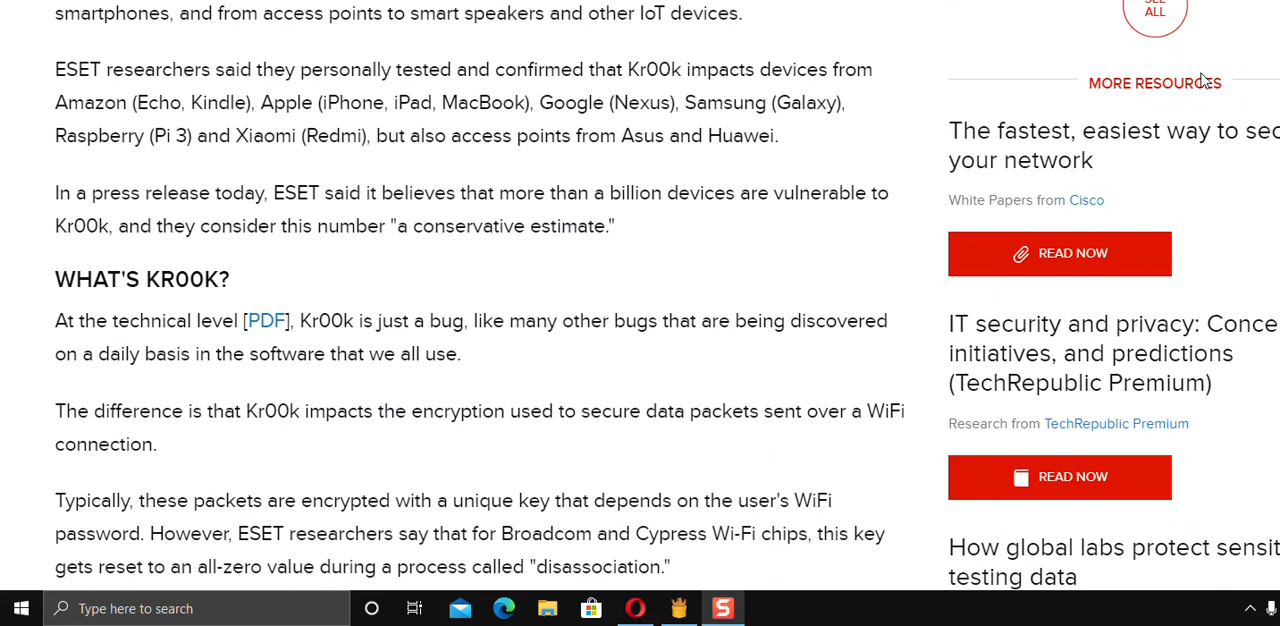 smartphones, and from access points to smart speakers and other IoT devices.
ESET researchers said they personally tested and confirmed that Kr00k impacts devices from
Amazon (Echo, Kindle), Apple (iPhone, iPad, MacBook), Google (Nexus), Samsung (Galaxy),
Raspberry (Pi 3) and Xiaomi (Redmi), but also access points from Asus and Huawei.
In a press release today, ESET said it believes that more than a billion devices are vulnerable to
Kr00k, and they consider this number "a conservative estimate."
WHAT'S KR00K?
At the technical level [PDF], Kr00k is just a bug, like many other bugs that are being discovered
on a daily basis in the software that we all use.
The difference is that Kr00k impacts the encryption used to secure data packets sent over a WiFi
connection.
Typically, these packets are encrypted with a unique key that depends on the user's WiFi
password. However, ESET researchers say that for Broadcom and Cypress Wi-Fi chips, this key
gets reset to an all-zero value during a process called "disassociation."
SEE
ALL
MORE RESOURCES
The fastest, easiest way to sec
your network
White Papers from Cisco
READ NOW
IT security and privacy: Conce
initiatives, and predictions
(TechRepublic Premium)
Research from TechRepublic Premium
READ NOW
How global labs protect sensit
testing data
Type here to search
S